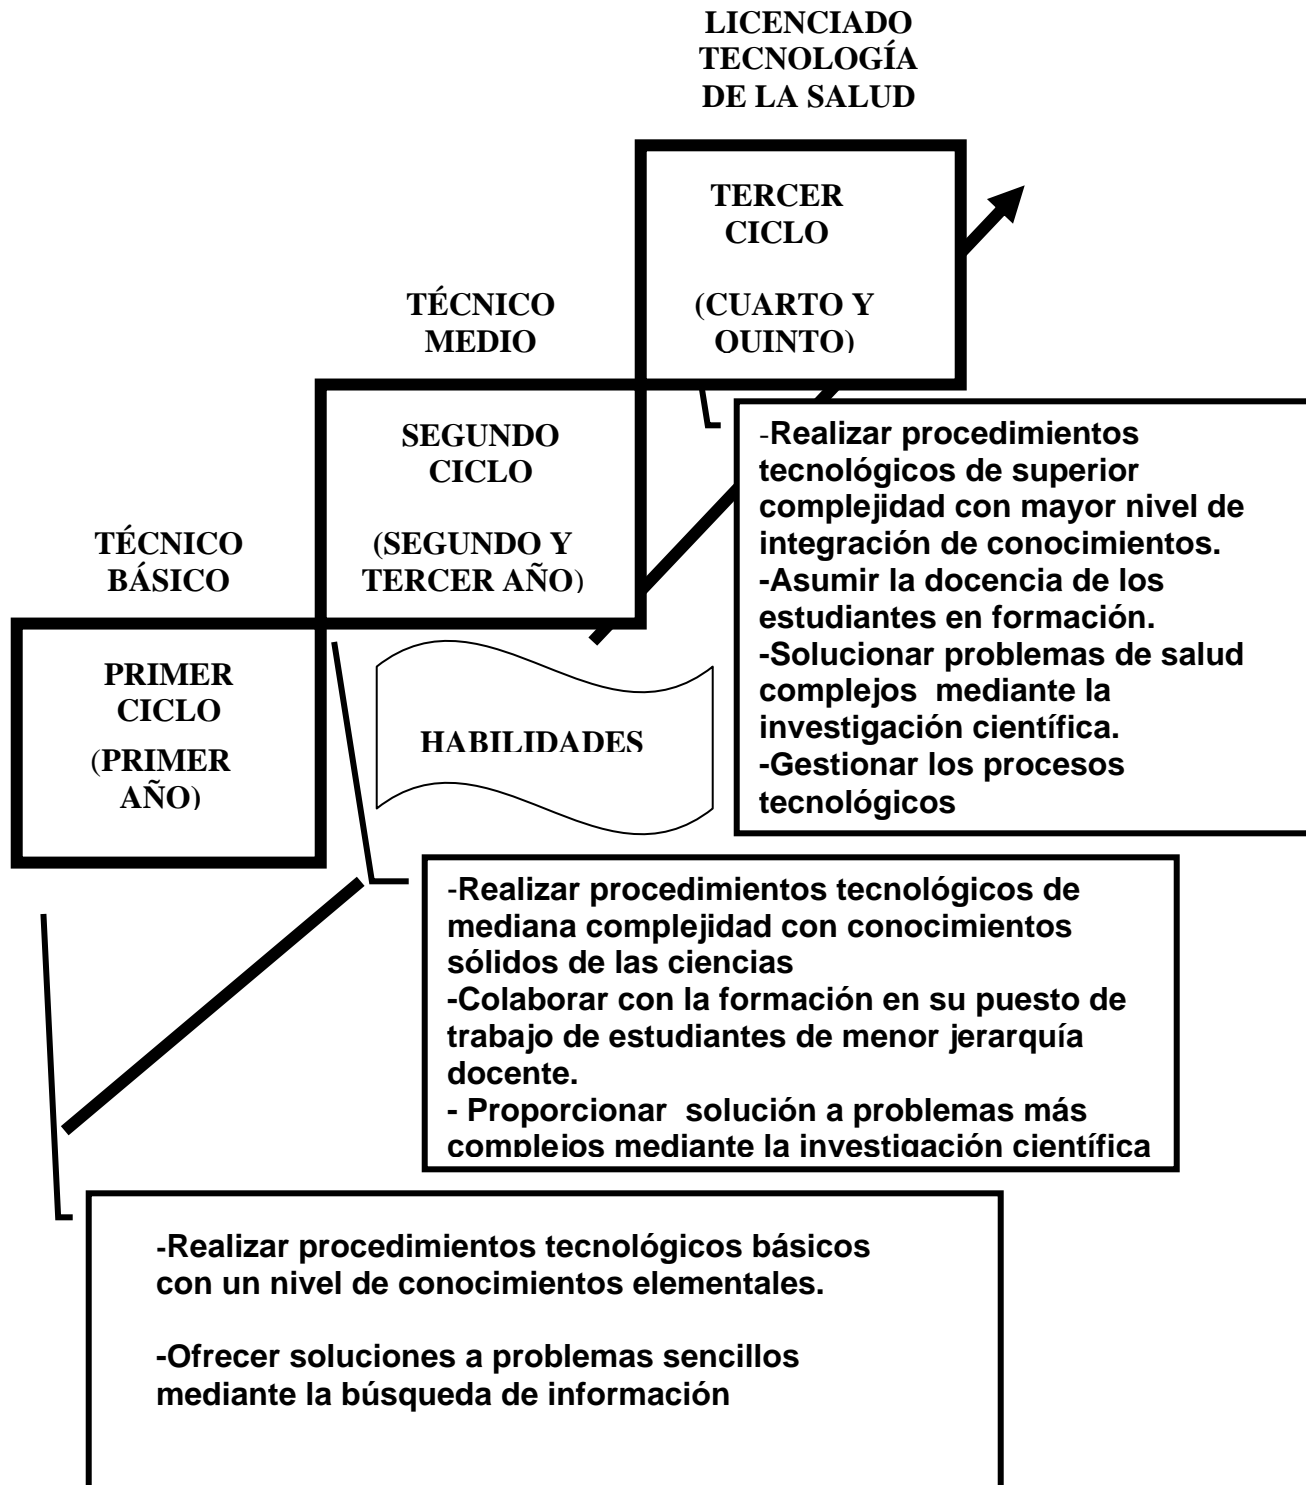 LICENCIADO
TECNOLOGÍA
DE LA SALUD
TERCER
CICLO
(CUARTO Y
QUINTO)
TÉCNICO
MEDIO
SEGUNDO
CICLO
(SEGUNDO Y
TERCER AÑO)
TÉCNICO
BÁSICO
PRIMER
CICLO
(PRIMER
AÑO)
HABILIDADES
-Realizar procedimientos
tecnológicos de superior
complejidad con mayor nivel de
integración de conocimientos.
-Asumir la docencia de los
estudiantes en formación.
-Solucionar problemas de salud
complejos  mediante la
investigación científica.
-Gestionar los procesos
tecnológicos
-Realizar procedimientos tecnológicos de
mediana complejidad con conocimientos
sólidos de las ciencias
-Colaborar con la formación en su puesto de
trabajo de estudiantes de menor jerarquía
docente.
- Proporcionar  solución a problemas más
complejos mediante la investigación científica
-Realizar procedimientos tecnológicos básicos
con un nivel de conocimientos elementales.
-Ofrecer soluciones a problemas sencillos
mediante la búsqueda de información